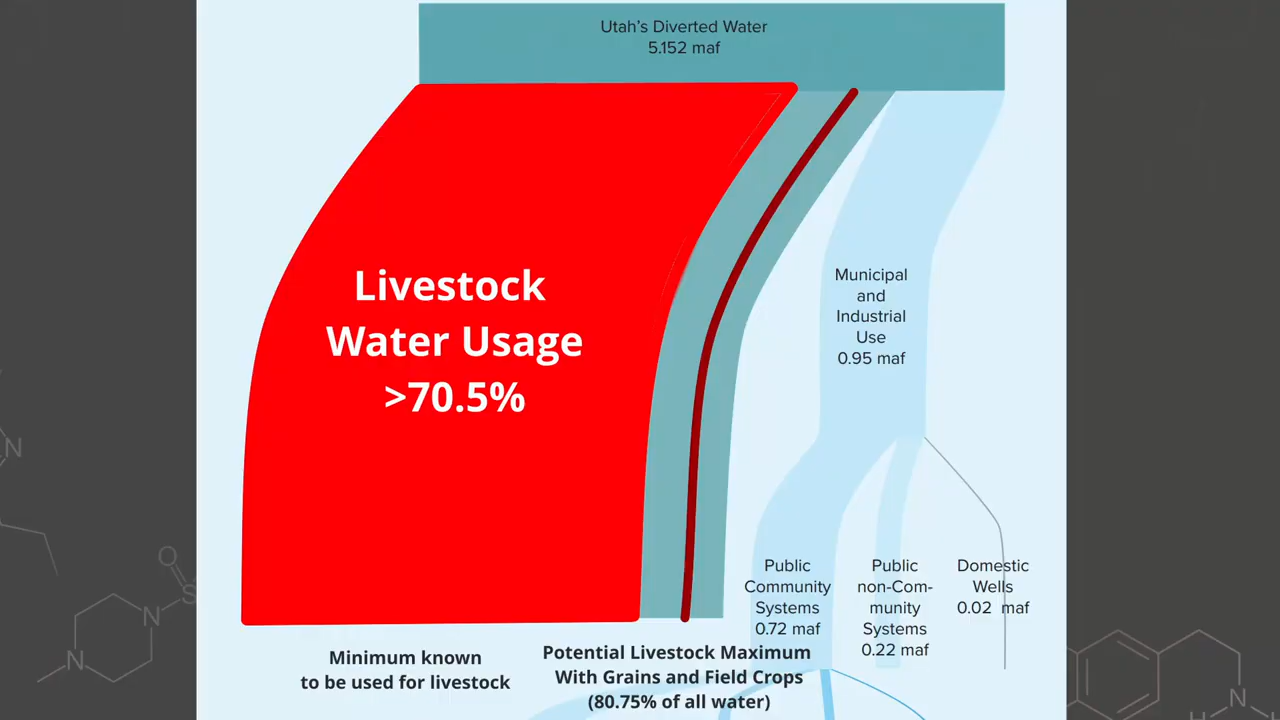 Utah's Diverted Water
5.152 maf
Livestock
Water Usage
>70.5%
Municipal
and
Industrial
Use
0.95 maf
Public
Community
Systems
0.72 maf
Public
non-Com-
munity
Systems
0.22 maf
Domestic
Wells
0.02 maf
Minimum known
to be used for livestock
Potential Livestock Maximum
With Grains and Field Crops
(80.75% of all water)
N
O
S
N
N
N